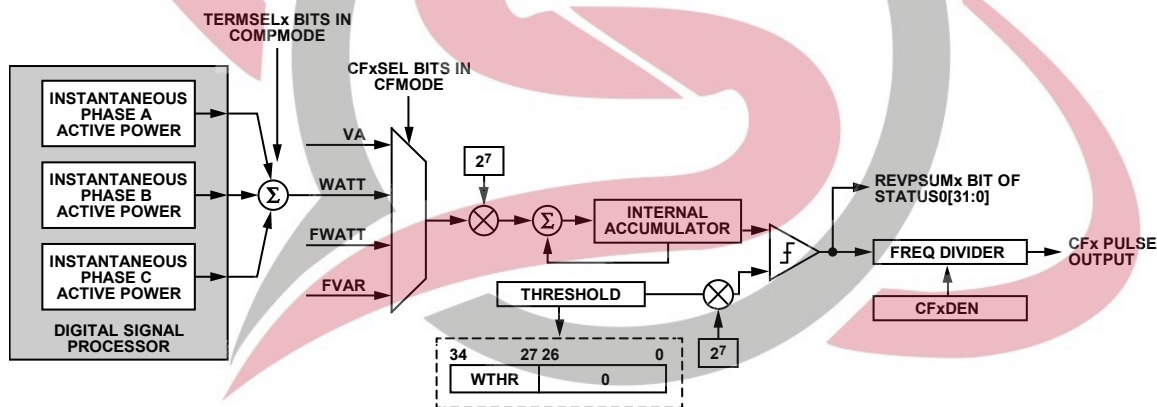 TERMSELx BITS IN
COMPMODE
CFxSEL BITS IN
CFMODE
INSTANTANEOUS
PHASE A
ACTIVE POWER
INSTANTANEOUS
PHASE B
ACTIVE POWER
INSTANTANEOUS
PHASE C
ACTIVE POWER
DIGITAL SIGNAL
PROCESSOR
Σ
VA
WATT
FWATT
FVAR
2⁷
Σ
INTERNAL
ACCUMULATOR
THRESHOLD
2⁷
34 27 26 0
WTHR 0
REVPSUMx BIT OF
STATUS0[31:0]
FREQ DIVIDER
CFxDEN
CFx PULSE
OUTPUT